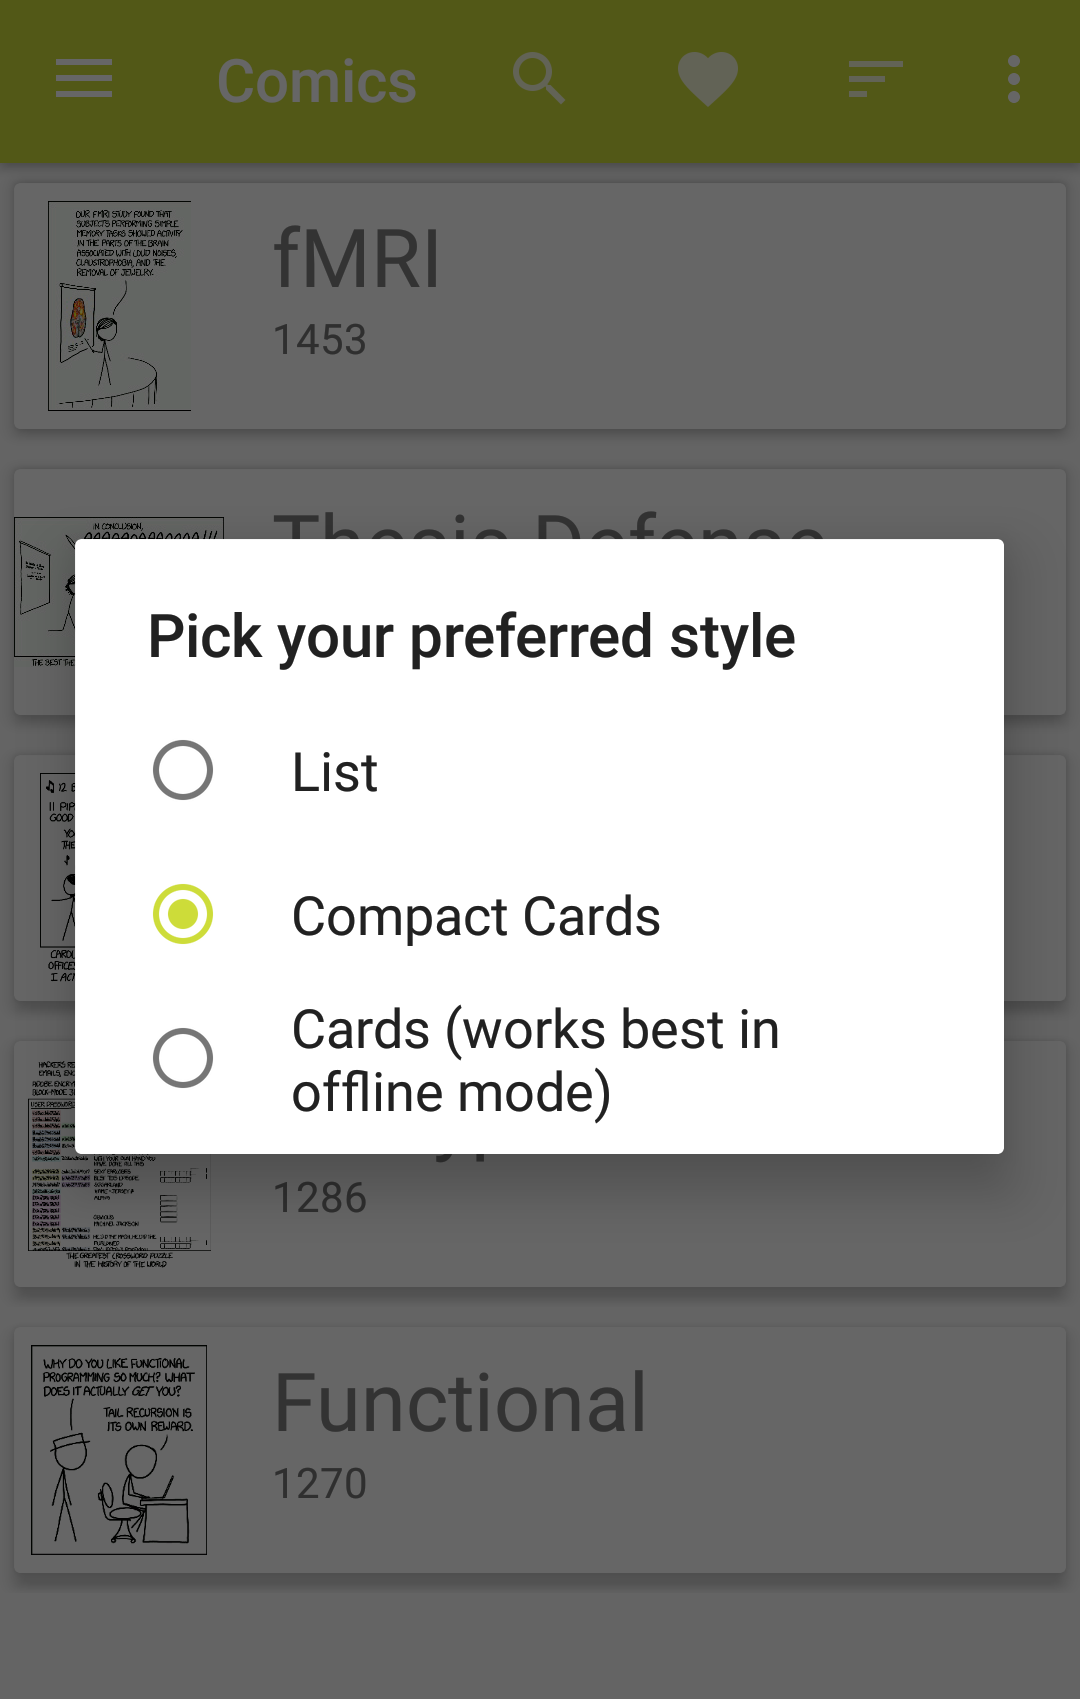 Comics
OUR FMRI STUDY FOUND THAT
SUBJECTS PERFORMING SIMPLE
MEMORY TASKS SHOWED ACTIVITY
IN THE PARTS OF THE BRAIN
ASSOCIATED WITH LOUD NOISES,
CLAUSTROPHOBIA, AND THE
REMOVAL OF JEWELRY.
fMRI
1453
IN CONCLUSION,
Thesis Defense
THE BEST THE
Pick your preferred style
List
Compact Cards
Cards (works best in
offline mode)
1286
THE GREATEST CROSSWORD PUZZLE
IN THE HISTORY OF THE WORLD
WHY DO YOU LIKE FUNCTIONAL
PROGRAMMING SO MUCH? WHAT
DOES IT ACTUALLY GET YOU?
TAIL RECURSION IS
ITS OWN REWARD.
Functional
1270